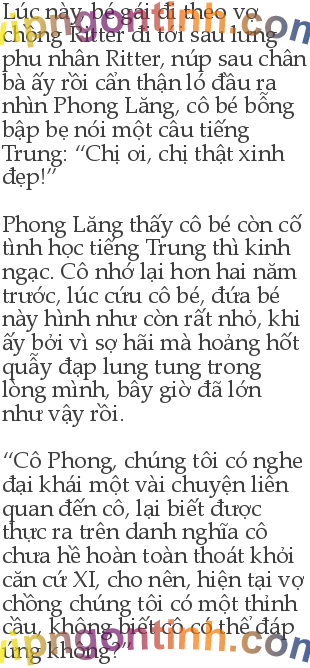 Lúc này, bé gái đi theo vợ
chồng Ritter đi tới sau lưng
phu nhân Ritter, núp sau chân
bà ấy rồi cẩn thận ló đầu ra
nhìn Phong Lăng, cô bé bỗng
bập bẹ nói một câu tiếng
Trung: “Chị ơi, chị thật xinh
đẹp!”
Phong Lăng thấy cô bé còn cố
tình học tiếng Trung thì kinh
ngạc. Cô nhớ lại hơn hai năm
trước, lúc cứu cô bé, đứa bé
này hình như còn rất nhỏ, khi
ấy bởi vì sợ hãi mà hoảng hốt
quẫy đạp lung tung trong
lòng mình, bây giờ đã lớn
như vậy rồi.
“Cô Phong, chúng tôi có nghe
đại khái một vài chuyện liên
quan đến cô, lại biết được
thực ra trên danh nghĩa cô
chưa hề hoàn toàn thoát khỏi
căn cứ XI, cho nên, hiện tại vợ
chồng chúng tôi có một thỉnh
cầu, không biết cô có thể đáp
ứng không?”
vipngontinh.com
vipngontinh.com